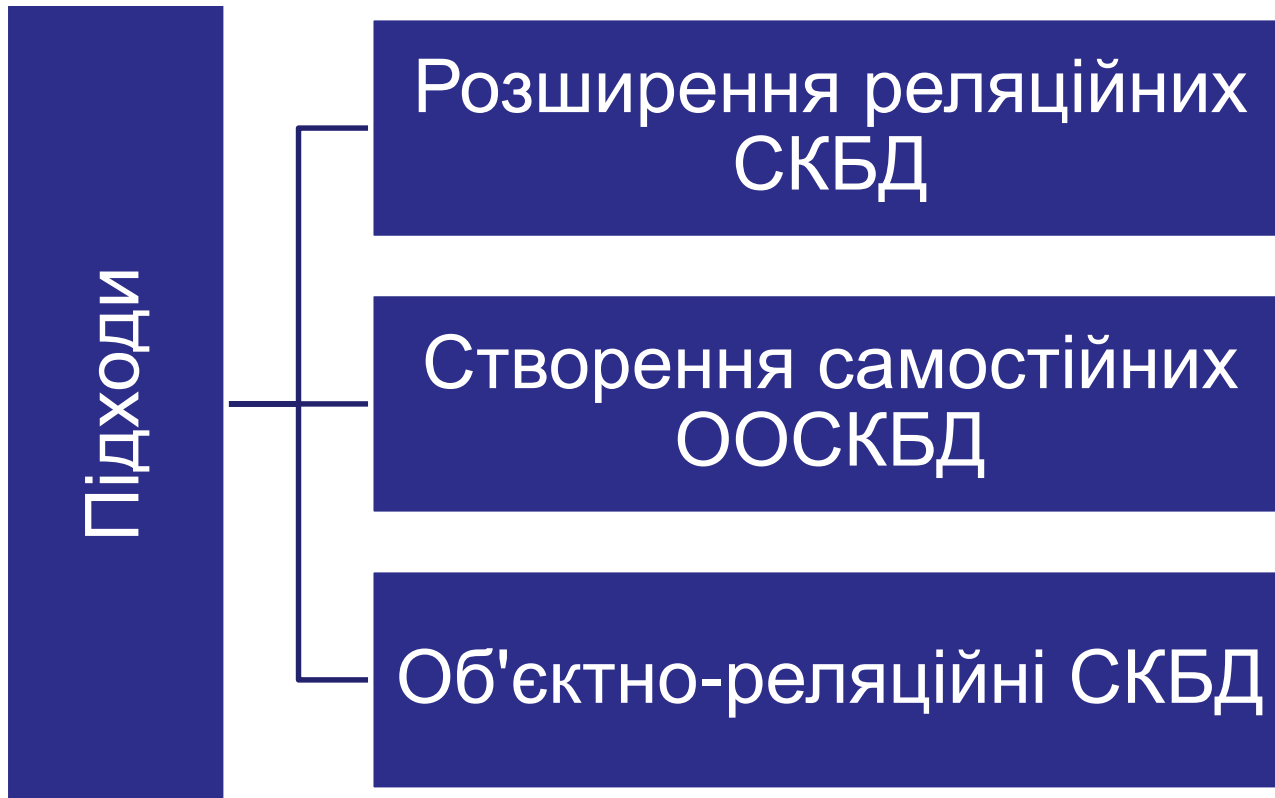 Підходи
Розширення реляційних
СКБД
Створення самостійних
ООСКБД
Об'єктно-реляційні СКБД